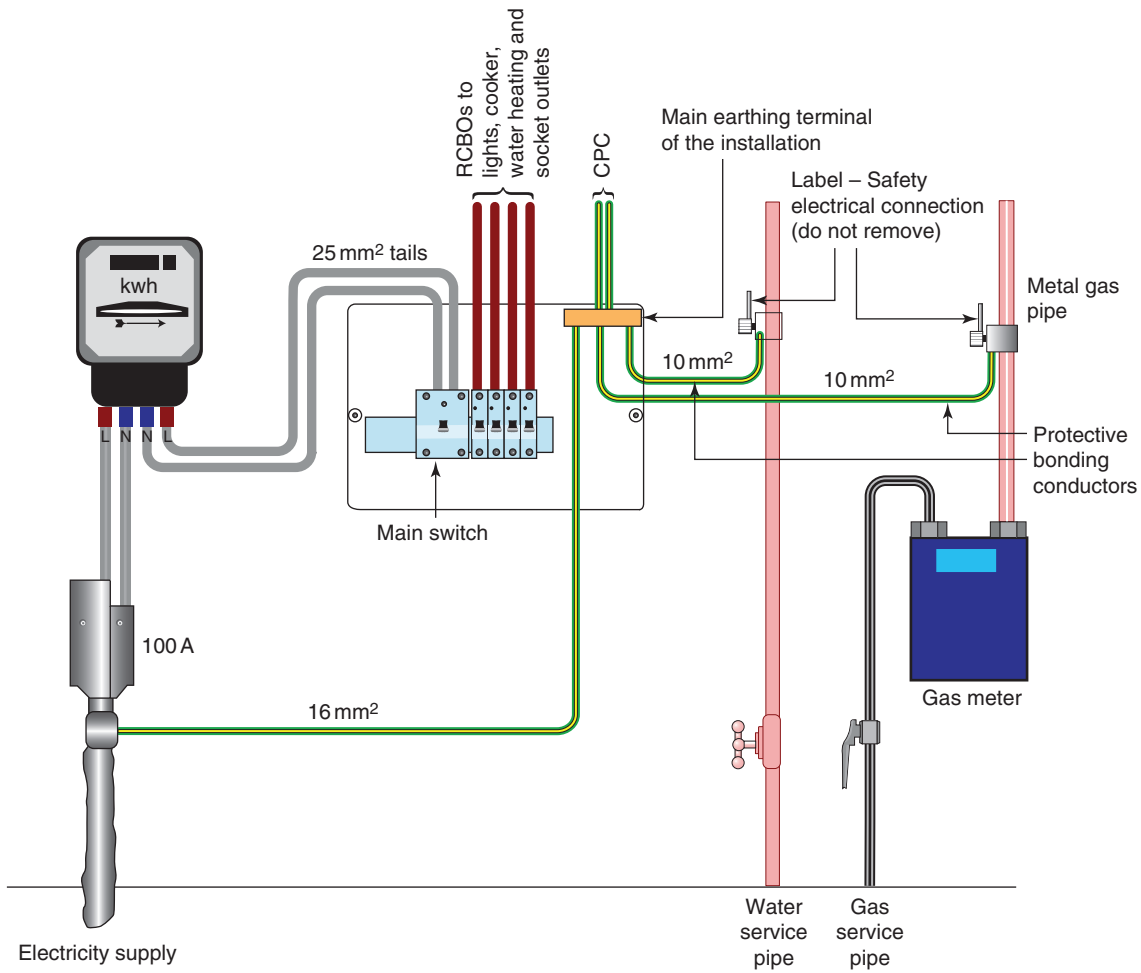 RCBOs to
lights, cooker,
water heating and
socket outlets
CPC
Main earthing terminal
of the installation
Label – Safety
electrical connection
(do not remove)
25 mm² tails
kwh
Metal gas
pipe
10 mm²
10 mm²
L N N L
Protective
bonding
conductors
Main switch
100 A
16 mm²
Gas meter
Water
service
pipe
Gas
service
pipe
Electricity supply